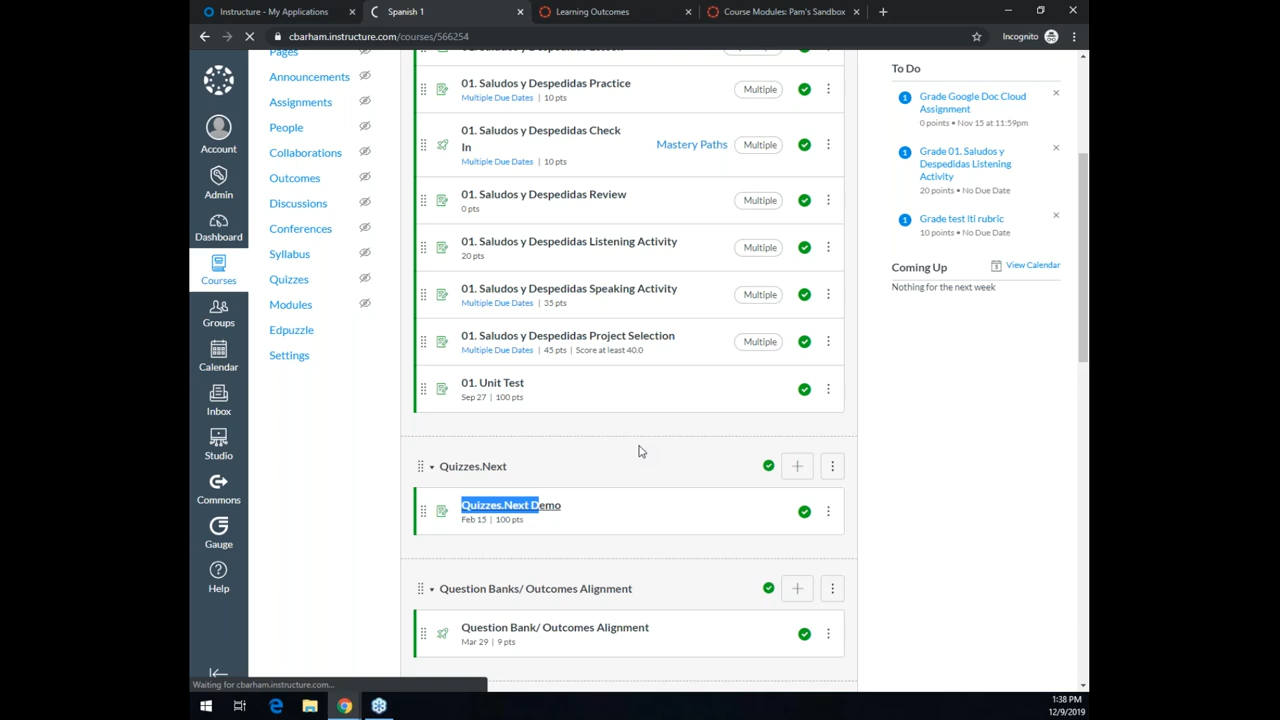 Instructure - My Applications
Spanish 1
Learning Outcomes
Course Modules: Pam's Sandbox
cbarham.instructure.com/courses/566254
Incognito
Account
Admin
Dashboard
Courses
Groups
Calendar
Inbox
Studio
Commons
Gauge
Help
Pages
Announcements
Assignments
People
Collaborations
Outcomes
Discussions
Conferences
Syllabus
Quizzes
Modules
Edpuzzle
Settings
01. Saludos y Despedidas Practice
Multiple Due Dates | 10 pts
Multiple
01. Saludos y Despedidas Check
In
Multiple Due Dates | 10 pts
Mastery Paths
Multiple
01. Saludos y Despedidas Review
0 pts
Multiple
01. Saludos y Despedidas Listening Activity
20 pts
Multiple
01. Saludos y Despedidas Speaking Activity
Multiple Due Dates | 35 pts
Multiple
01. Saludos y Despedidas Project Selection
Multiple Due Dates | 45 pts | Score at least 40.0
Multiple
01. Unit Test
Sep 27 | 100 pts
Quizzes.Next
Quizzes.Next Demo
Feb 15 | 100 pts
Question Banks/ Outcomes Alignment
Question Bank/ Outcomes Alignment
Mar 29 | 9 pts
To Do
1
Grade Google Doc Cloud
Assignment
0 points • Nov 15 at 11:59pm
1
Grade 01. Saludos y
Despedidas Listening
Activity
20 points • No Due Date
1
Grade test lti rubric
10 points • No Due Date
Coming Up
View Calendar
Nothing for the next week
Waiting for cbarham.instructure.com...
1:38 PM
12/9/2019